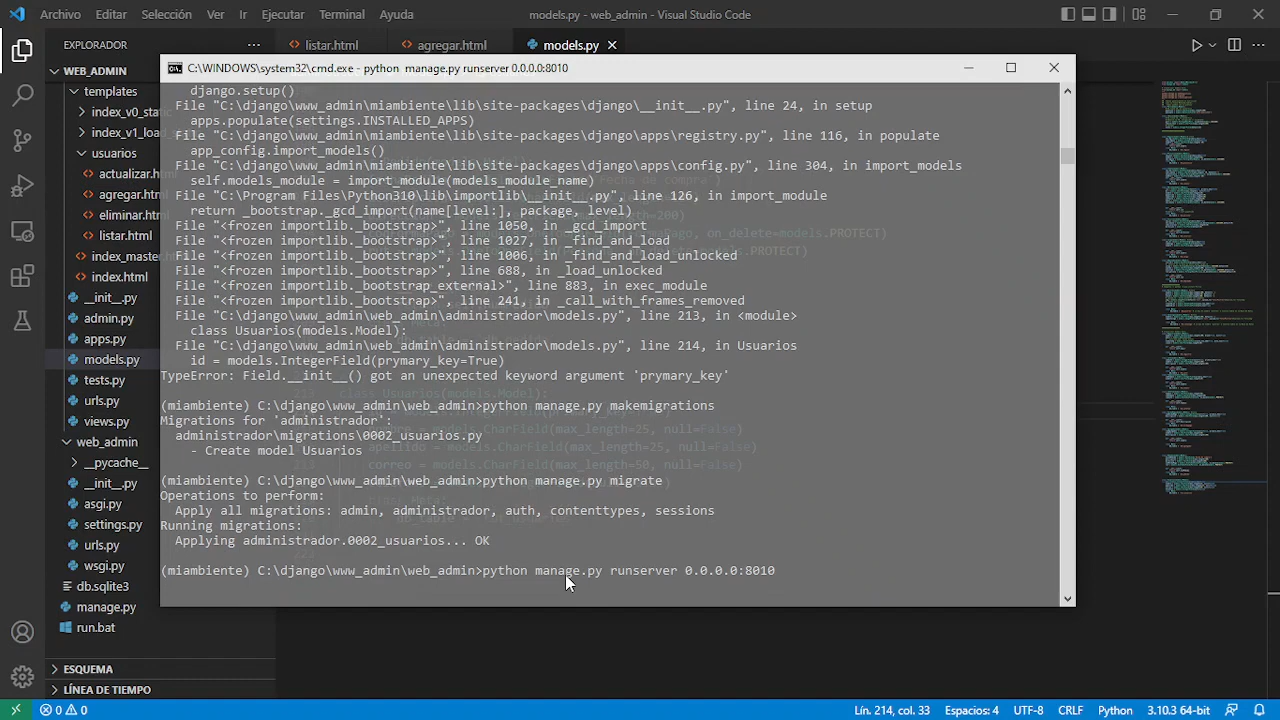 Archivo Editar Selección Ver Ir Ejecutar Terminal Ayuda models.py - web_admin - Visual Studio Code
EXPLORADOR ··· listar.html agregar.html models.py
WEB_ADMIN
templates
index_v0_stat
index_v1_load_s
usuarios
actualizar.html
agregar.html
eliminar.html
listar.html
index_master.h
index.html
__init__.py
admin.py
apps.py
models.py
tests.py
urls.py
views.py
web_admin
__pycache__
__init__.py
asgi.py
settings.py
urls.py
wsgi.py
db.sqlite3
manage.py
run.bat
ESQUEMA
LÍNEA DE TIEMPO
C:\WINDOWS\system32\cmd.exe - python manage.py runserver 0.0.0.0:8010
django.setup()
File "C:\django\www_admin\miambiente\lib\site-packages\django\__init__.py", line 24, in setup
apps.populate(settings.INSTALLED_APPS)
File "C:\django\www_admin\miambiente\lib\site-packages\django\apps\registry.py", line 116, in populate
app_config.import_models()
File "C:\django\www_admin\miambiente\lib\site-packages\django\apps\config.py", line 304, in import_models
self.models_module = import_module(models_module_name)
File "C:\Program Files\Python310\lib\importlib\__init__.py", line 126, in import_module
return _bootstrap._gcd_import(name[level:], package, level)
File "<frozen importlib._bootstrap>", line 1050, in _gcd_import
File "<frozen importlib._bootstrap>", line 1027, in _find_and_load
File "<frozen importlib._bootstrap>", line 1006, in _find_and_load_unlocked
File "<frozen importlib._bootstrap>", line 688, in _load_unlocked
File "<frozen importlib._bootstrap_external>", line 883, in exec_module
File "<frozen importlib._bootstrap>", line 241, in _call_with_frames_removed
File "C:\django\www_admin\web_admin\administrador\models.py", line 213, in <module>
class Usuarios(models.Model):
File "C:\django\www_admin\web_admin\administrador\models.py", line 214, in Usuarios
id = models.IntegerField(prymary_key=True)
TypeError: Field.__init__() got an unexpected keyword argument 'prymary_key'
(miambiente) C:\django\www_admin\web_admin>python manage.py makemigrations
Migrations for 'administrador':
administrador\migrations\0002_usuarios.py
- Create model Usuarios
(miambiente) C:\django\www_admin\web_admin>python manage.py migrate
Operations to perform:
Apply all migrations: admin, administrador, auth, contenttypes, sessions
Running migrations:
Applying administrador.0002_usuarios... OK
(miambiente) C:\django\www_admin\web_admin>python manage.py runserver 0.0.0.0:8010
0 0 Lín. 214, col. 33 Espacios: 4 UTF-8 CRLF Python 3.10.3 64-bit